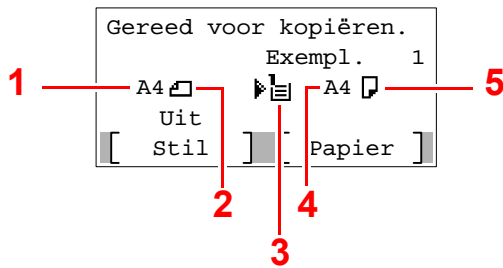 Gereed voor kopiëren.
Exempl. 1
1 A4 A4 5
Uit
[ Stil ] [ Papier ]
2 4
3